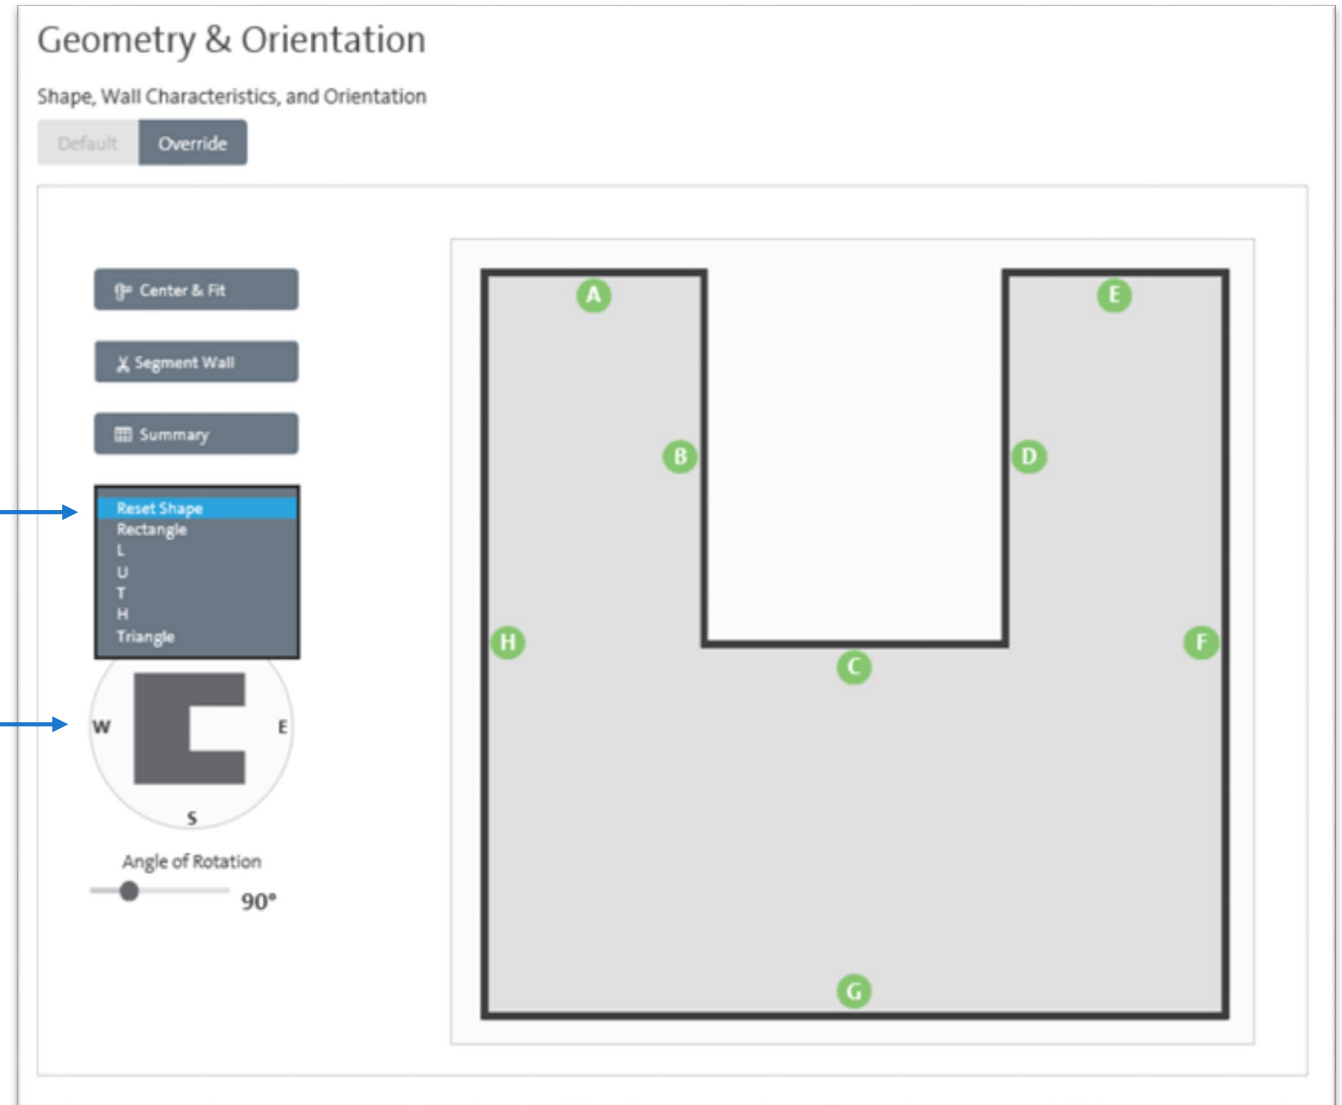 Geometry & Orientation
Shape, Wall Characteristics, and Orientation
Default Override
Center & Fit
Segment Wall
Summary
Reset Shape
Rectangle
L
U
T
H
Triangle
W E
S
Angle of Rotation
90°
A E
B D
H F
C
G